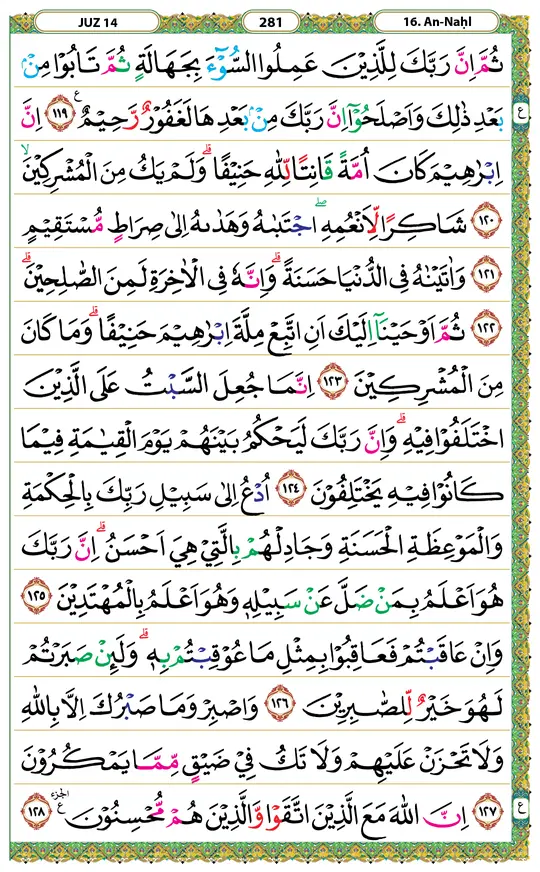 JUZ 14 281 16. An-Naḥl
ثُمَّ اِنَّ رَبَّكَ لِلَّذِيْنَ عَمِلُوا السُّوْۤءَ بِجَهَالَةٍ ثُمَّ تَابُوْا مِنْۢ
بَعْدِ ذٰلِكَ وَاَصْلَحُوْٓا اِنَّ رَبَّكَ مِنْۢ بَعْدِهَا لَغَفُوْرٌ رَّحِيْمٌ ࣖ ١١٩ اِنَّ
اِبْرٰهِيْمَ كَانَ اُمَّةً قَانِتًا لِّلّٰهِ حَنِيْفًاۗ وَلَمْ يَكُ مِنَ الْمُشْرِكِيْنَۙ
١٢٠ شَاكِرًا لِّاَنْعُمِهٖۖ اِجْتَبٰىهُ وَهَدٰىهُ اِلٰى صِرَاطٍ مُّسْتَقِيْمٍ
١٢١ وَاٰتَيْنٰهُ فِى الدُّنْيَا حَسَنَةً ۗوَاِنَّهٗ فِى الْاٰخِرَةِ لَمِنَ الصّٰلِحِيْنَۗ
١٢٢ ثُمَّ اَوْحَيْنَآ اِلَيْكَ اَنِ اتَّبِعْ مِلَّةَ اِبْرٰهِيْمَ حَنِيْفًاۗ وَمَا كَانَ
مِنَ الْمُشْرِكِيْنَ ١٢٣ اِنَّمَا جُعِلَ السَّبْتُ عَلَى الَّذِيْنَ
اخْتَلَفُوْا فِيْهِۗ وَاِنَّ رَبَّكَ لَيَحْكُمُ بَيْنَهُمْ يَوْمَ الْقِيٰمَةِ فِيْمَا
كَانُوْا فِيْهِ يَخْتَلِفُوْنَ ١٢٤ اُدْعُ اِلٰى سَبِيْلِ رَبِّكَ بِالْحِكْمَةِ
وَالْمَوْعِظَةِ الْحَسَنَةِ وَجَادِلْهُمْ بِالَّتِيْ هِيَ اَحْسَنُۗ اِنَّ رَبَّكَ
هُوَ اَعْلَمُ بِمَنْ ضَلَّ عَنْ سَبِيْلِهٖ وَهُوَ اَعْلَمُ بِالْمُهْتَدِيْنَ ١٢٥
وَاِنْ عَاقَبْتُمْ فَعَاقِبُوْا بِمِثْلِ مَا عُوْقِبْتُمْ بِهٖۗ وَلَىِٕنْ صَبَرْتُمْ
لَهُوَ خَيْرٌ لِّلصّٰبِرِيْنَ ١٢٦ وَاصْبِرْ وَمَا صَبْرُكَ اِلَّا بِاللّٰهِ
وَلَا تَحْزَنْ عَلَيْهِمْ وَلَا تَكُ فِيْ ضَيْقٍ مِّمَّا يَمْكُرُوْنَ
١٢٧ اِنَّ اللّٰهَ مَعَ الَّذِيْنَ اتَّقَوْا وَّالَّذِيْنَ هُمْ مُّحْسِنُوْنَ ࣖ الجزء ١٢٨
ع
ع